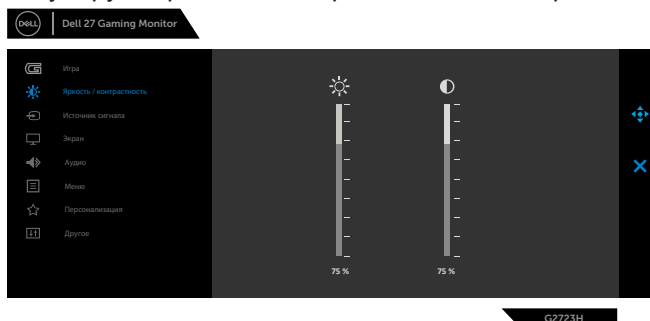 DELL
Dell 27 Gaming Monitor
Игра
Яркость / контрастность
Источник сигнала
Экран
Аудио
Меню
Персонализация
Другое
75 %
75 %
G2723H